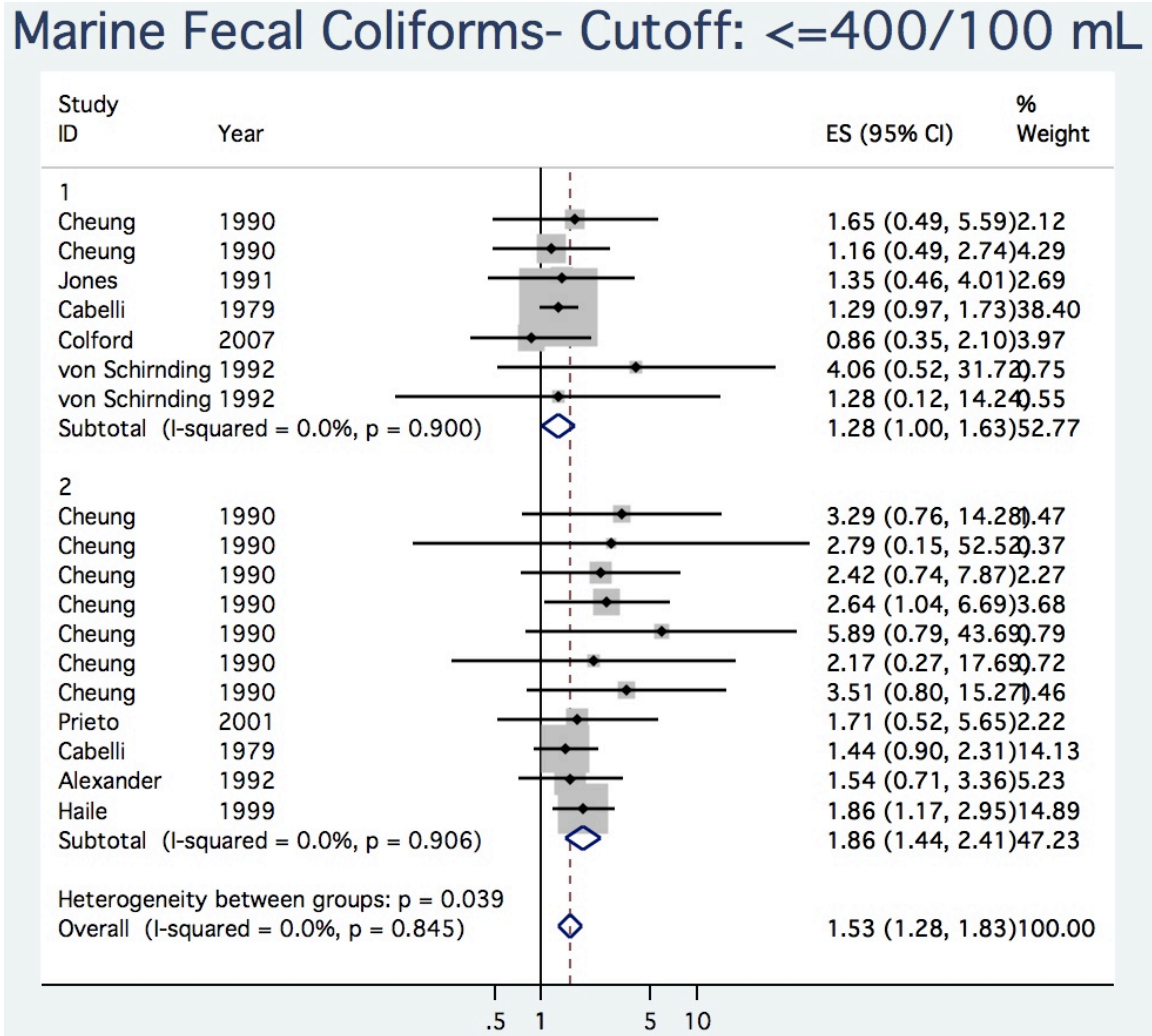 Marine Fecal Coliforms- Cutoff: <=400/100 mL
Study %
ID Year ES (95% CI) Weight
1
Cheung 1990 1.65 (0.49, 5.59)2.12
Cheung 1990 1.16 (0.49, 2.74)4.29
Jones 1991 1.35 (0.46, 4.01)2.69
Cabelli 1979 1.29 (0.97, 1.73)38.40
Colford 2007 0.86 (0.35, 2.10)3.97
von Schirnding 1992 4.06 (0.52, 31.72)0.75
von Schirnding 1992 1.28 (0.12, 14.24)0.55
Subtotal (I-squared = 0.0%, p = 0.900) 1.28 (1.00, 1.63)52.77
2
Cheung 1990 3.29 (0.76, 14.28)1.47
Cheung 1990 2.79 (0.15, 52.52)0.37
Cheung 1990 2.42 (0.74, 7.87)2.27
Cheung 1990 2.64 (1.04, 6.69)3.68
Cheung 1990 5.89 (0.79, 43.69)0.79
Cheung 1990 2.17 (0.27, 17.69)0.72
Cheung 1990 3.51 (0.80, 15.27)1.46
Prieto 2001 1.71 (0.52, 5.65)2.22
Cabelli 1979 1.44 (0.90, 2.31)14.13
Alexander 1992 1.54 (0.71, 3.36)5.23
Haile 1999 1.86 (1.17, 2.95)14.89
Subtotal (I-squared = 0.0%, p = 0.906) 1.86 (1.44, 2.41)47.23
Heterogeneity between groups: p = 0.039
Overall (I-squared = 0.0%, p = 0.845) 1.53 (1.28, 1.83)100.00
.5 1 5 10